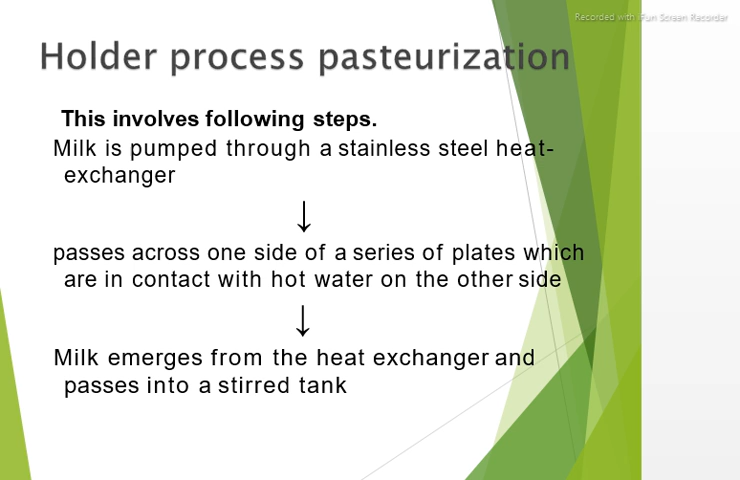 Recorded with iFun Screen Recorder
Holder process pasteurization
This involves following steps.
Milk is pumped through a stainless steel heat-
exchanger
↓
passes across one side of a series of plates which
are in contact with hot water on the other side
↓
Milk emerges from the heat exchanger and
passes into a stirred tank